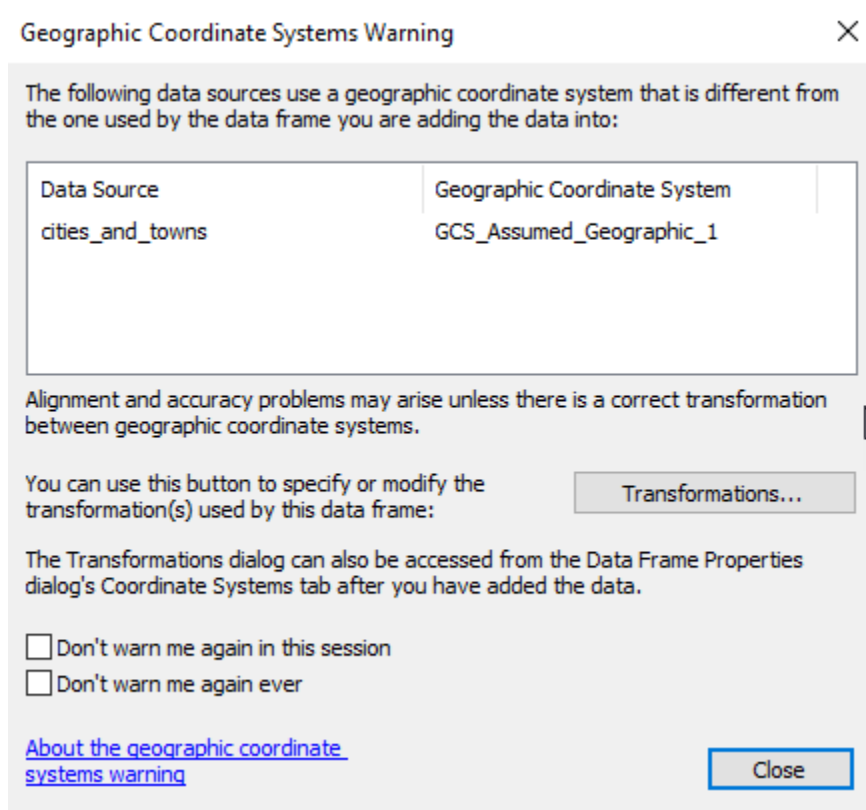 Geographic Coordinate Systems Warning
The following data sources use a geographic coordinate system that is different from
the one used by the data frame you are adding the data into:
Data Source Geographic Coordinate System
cities_and_towns GCS_Assumed_Geographic_1
Alignment and accuracy problems may arise unless there is a correct transformation
between geographic coordinate systems.
You can use this button to specify or modify the
transformation(s) used by this data frame:
Transformations...
The Transformations dialog can also be accessed from the Data Frame Properties
dialog's Coordinate Systems tab after you have added the data.
Don't warn me again in this session
Don't warn me again ever
About the geographic coordinate
systems warning
Close